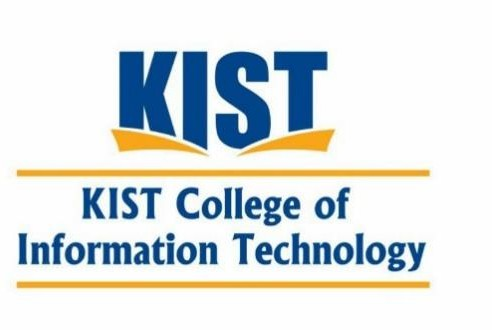 KIST
KIST College of
Information Technology